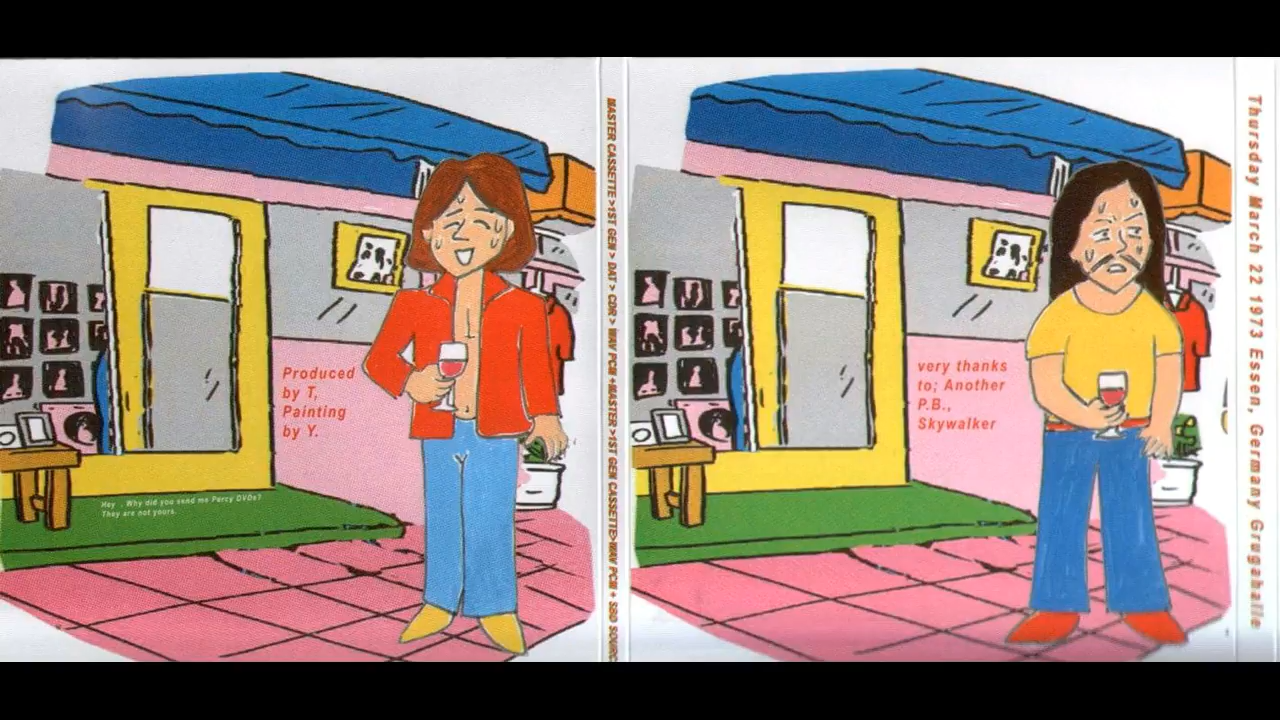 Produced
by T,
Painting
by Y.
Hey . Why did you send me Percy DVDs?
They are not yours.
MASTER CASSETTE >1ST GEN> DAT > CDR> WAV PCM +MASTER >1ST GEN CASSETTE>WAV PCM + SBD SOURC
very thanks
to; Another
P.B.,
Skywalker
Thursday March 22 1973 Essen, Germany Grugahalle